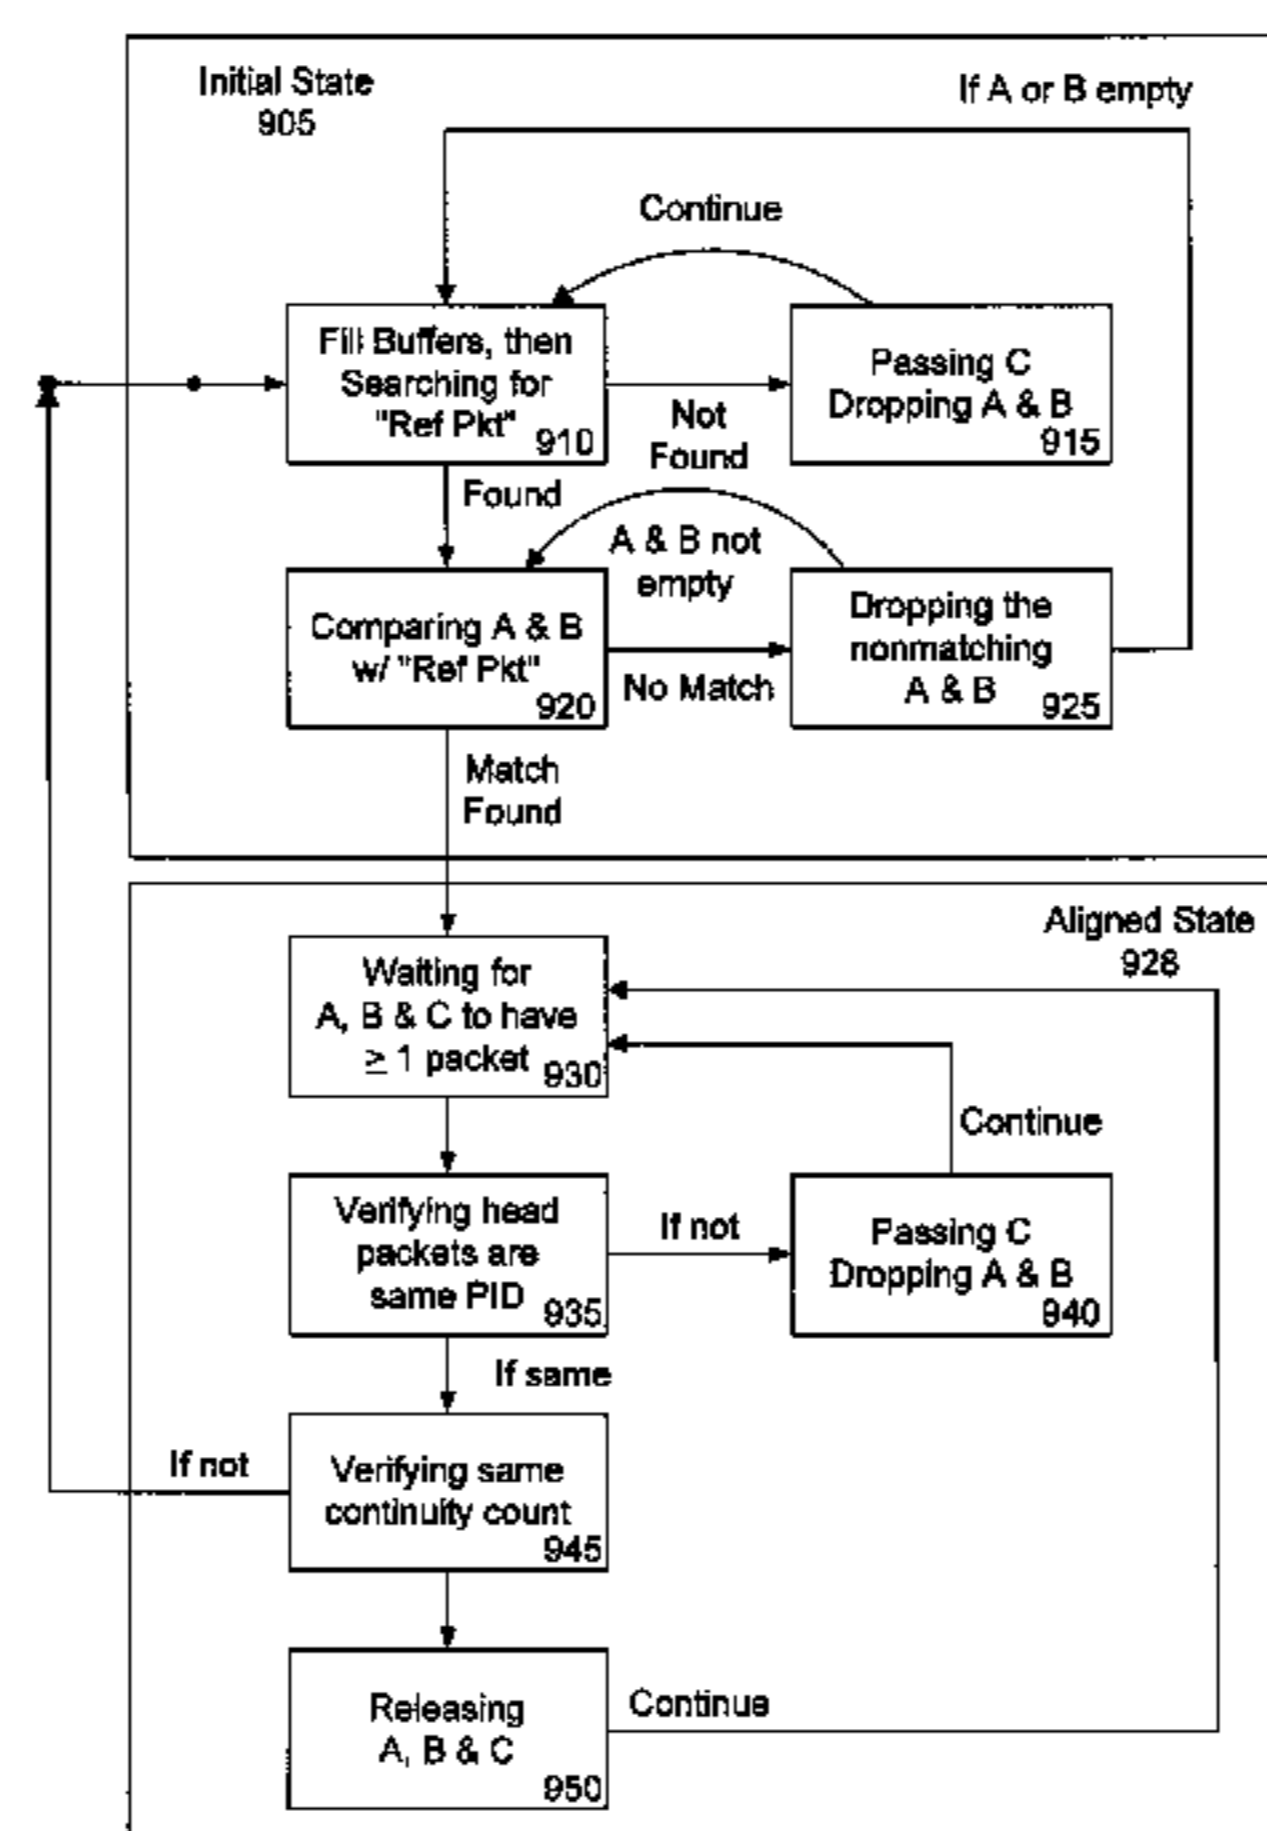 Initial State
905
If A or B empty
Continue
Fill Buffers, then
Searching for
"Ref Pkt"
910
Not
Found
Passing C
Dropping A & B
915
Found
A & B not
empty
Comparing A & B
w/ "Ref Pkt"
920
No Match
Dropping the
nonmatching
A & B
925
Match
Found
Aligned State
928
Waiting for
A, B & C to have
≥ 1 packet
930
Continue
Verifying head
packets are
same PID
935
If not
Passing C
Dropping A & B
940
If same
If not
Verifying same
continuity count
945
Releasing
A, B & C
950
Continue